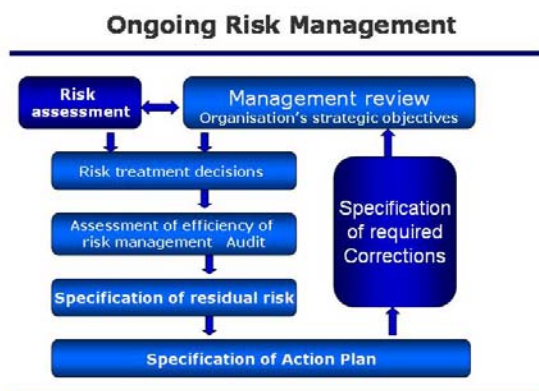 Ongoing Risk Management
Risk
assessment
Management review
Organisation's strategic objectives
Risk treatment decisions
Assessment of efficiency of
risk management Audit
Specification of residual risk
Specification of Action Plan
Specification
of required
Corrections